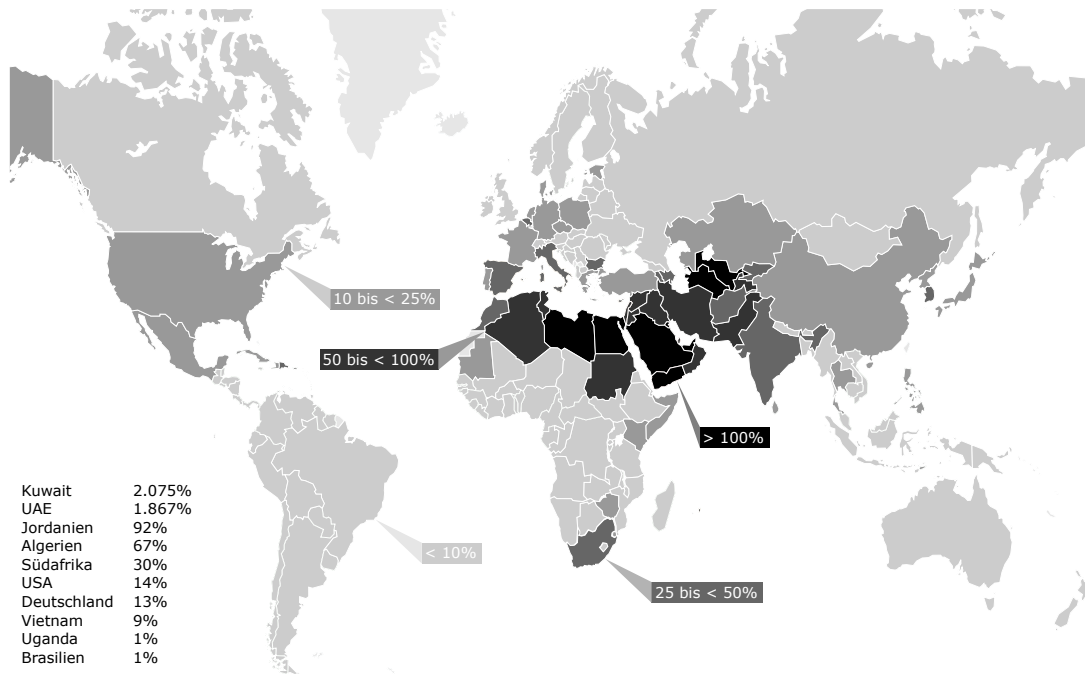 10 bis < 25%
50 bis < 100%
> 100%
< 10%
25 bis < 50%
Kuwait 2.075%
UAE 1.867%
Jordanien 92%
Algerien 67%
Südafrika 30%
USA 14%
Deutschland 13%
Vietnam 9%
Uganda 1%
Brasilien 1%